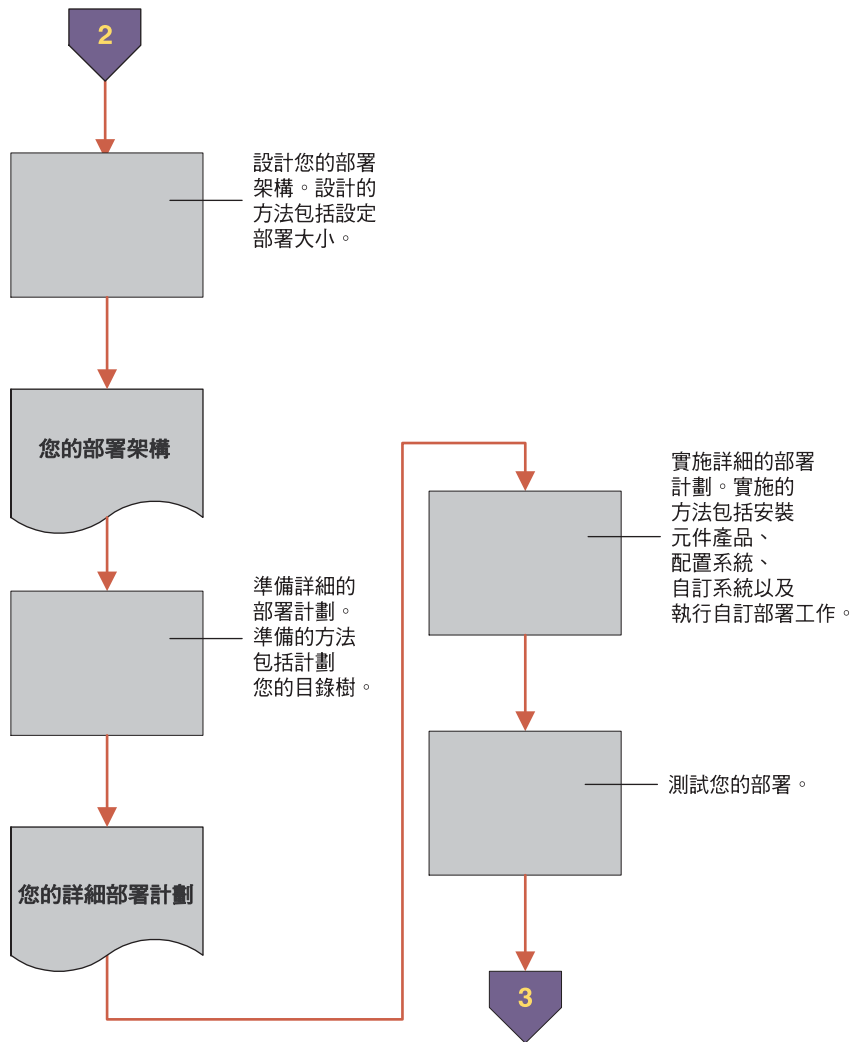 2
設計您的部署
架構。設計的
方法包括設定
部署大小。
您的部署架構
準備詳細的
部署計劃。
準備的方法
包括計劃
您的目錄樹。
您的詳細部署計劃
實施詳細的部署
計劃。實施的
方法包括安裝
元件產品、
配置系統、
自訂系統以及
執行自訂部署工作。
測試您的部署。
3